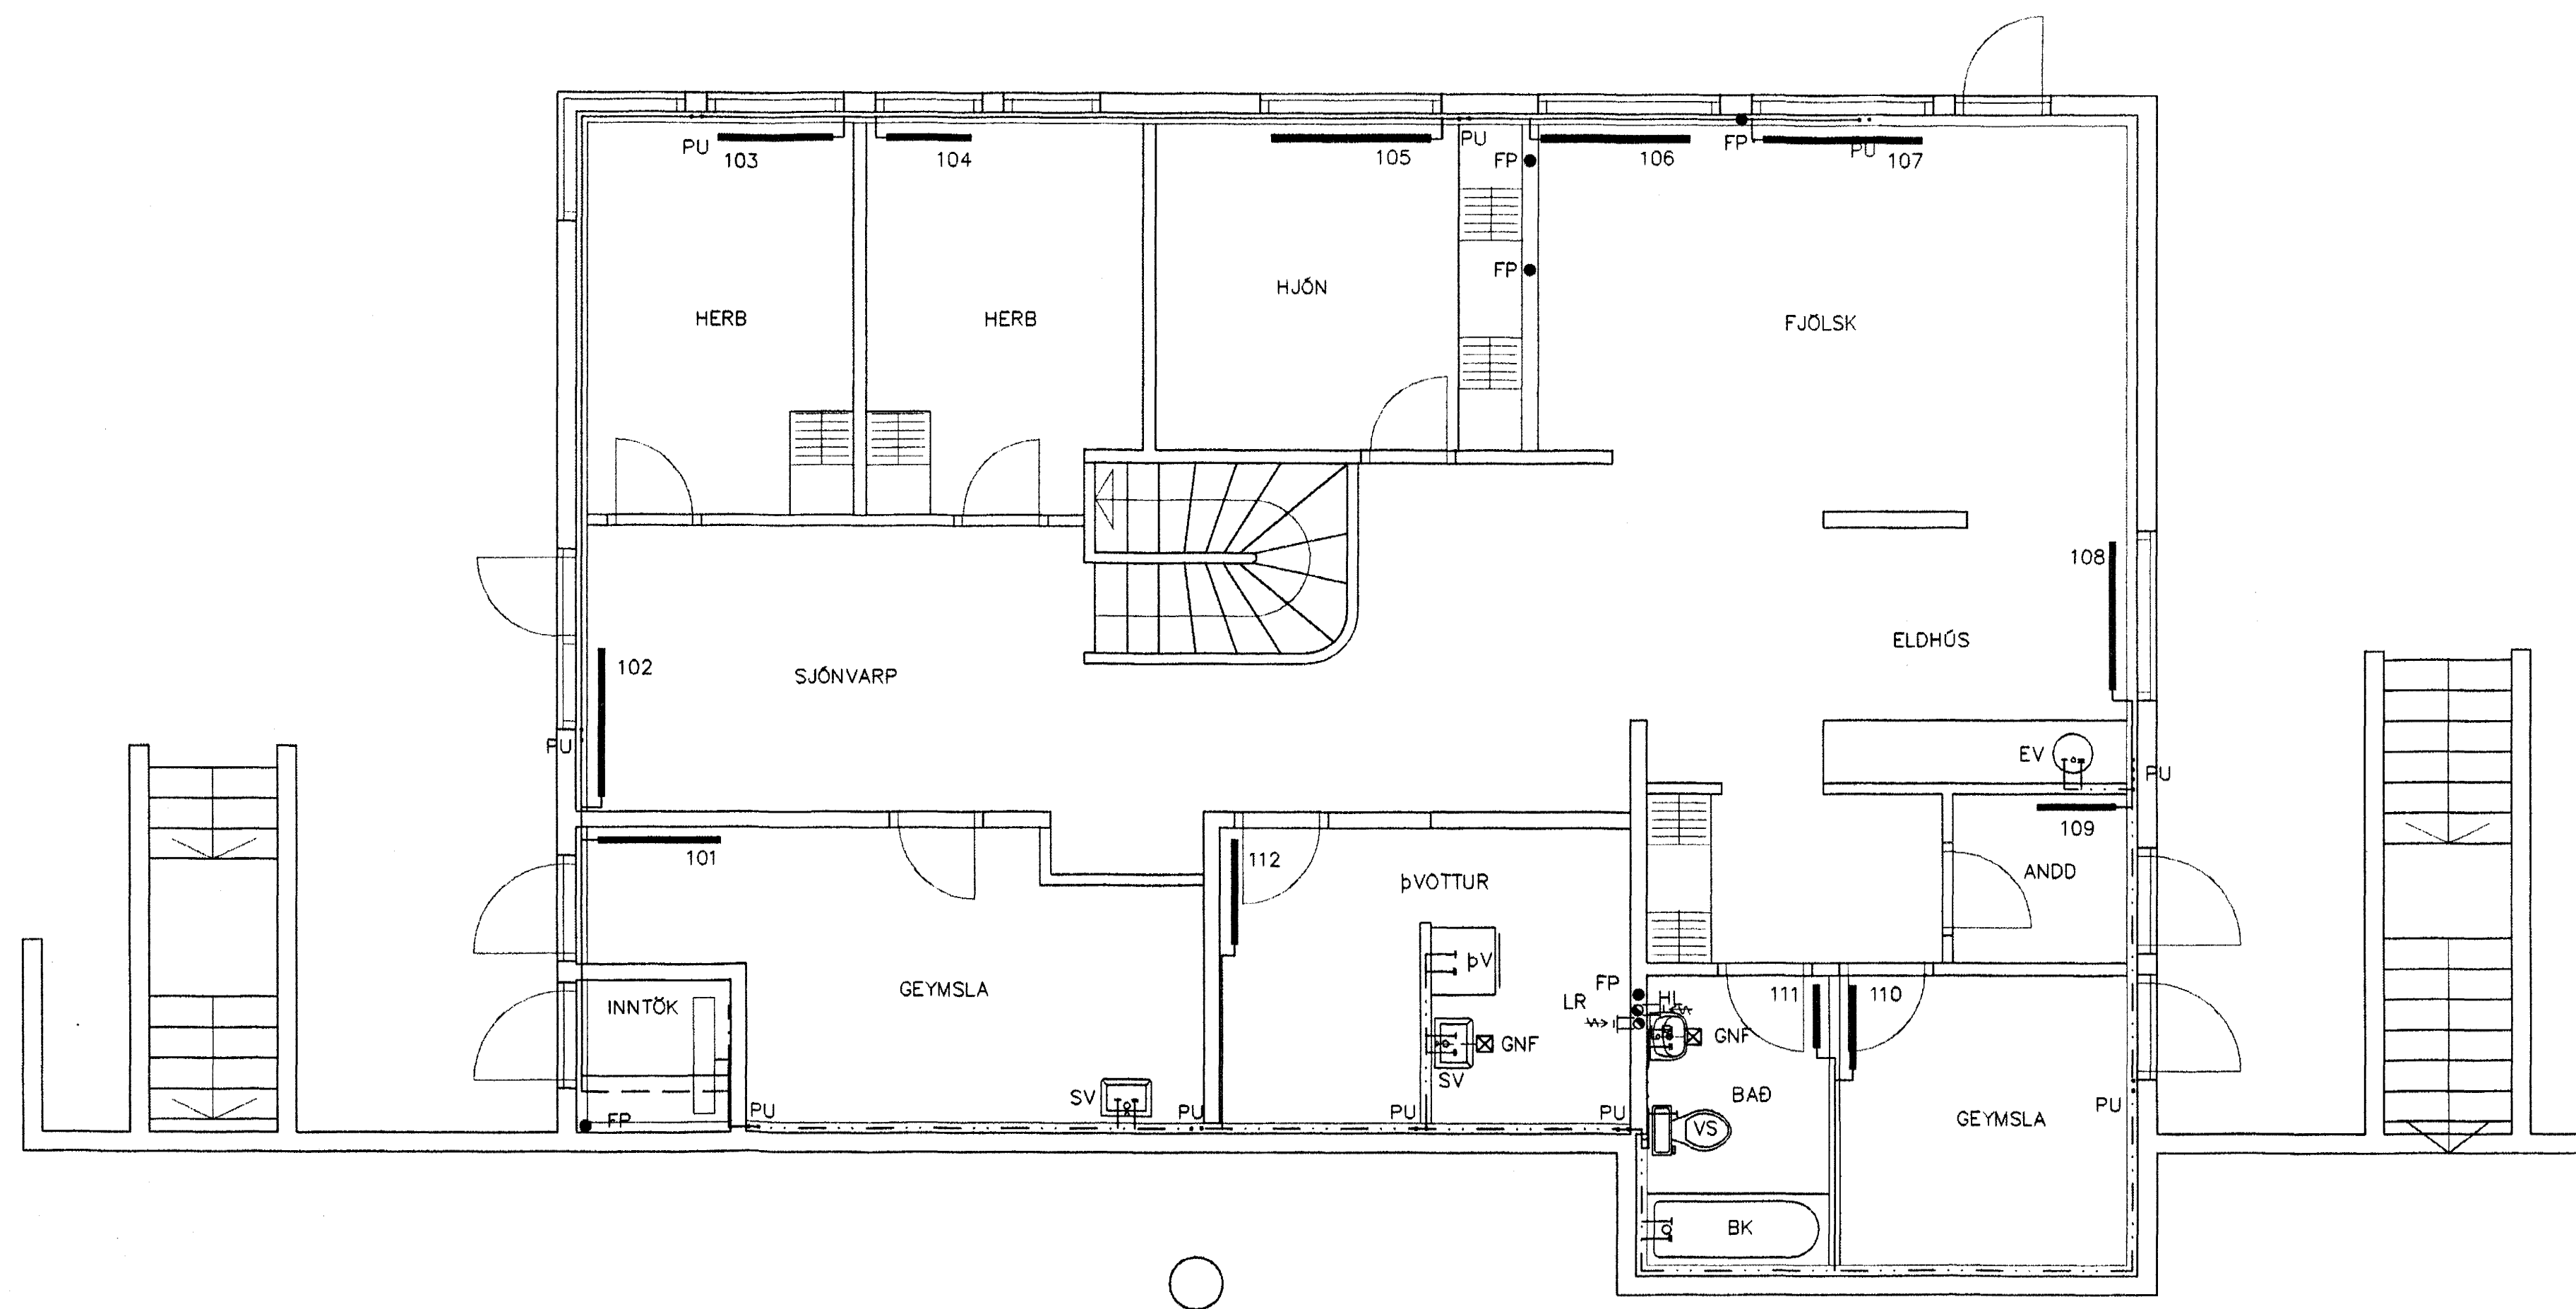 PU 103
104
105
PU
FP
106
FP
PU 107
FP
HERB
HERB
HJÓN
FJÖLSK
108
102
SJÓNVARP
ELDHÚS
PU
EV
PU
109
101
112
ÞVOTTUR
ANDD
INNTÖK
GEYMSLA
ÞV
FP
LR
HL
111
110
GNF
GNF
SV
SV
BAÐ
FP
PU
PU
PU
PU
VS
GEYMSLA
PU
BK